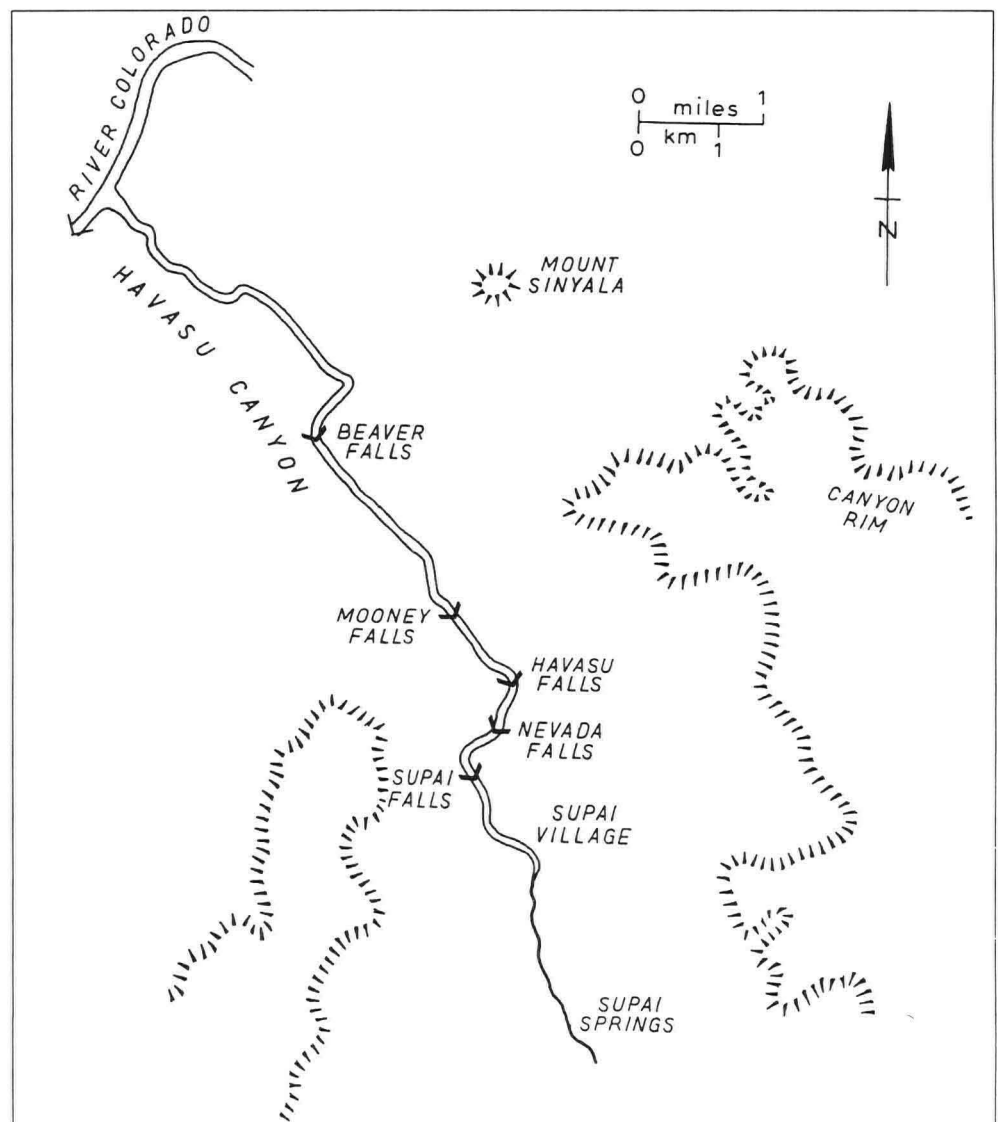 RIVER COLORADO
0 miles 1
km
0 1
N
MOUNT
SINYALA
HAVASU CANYON
BEAVER
FALLS
CANYON
RIM
MOONEY
FALLS
HAVASU
FALLS
NEVADA
FALLS
SUPAI
FALLS
SUPAI
VILLAGE
SUPAI
SPRINGS